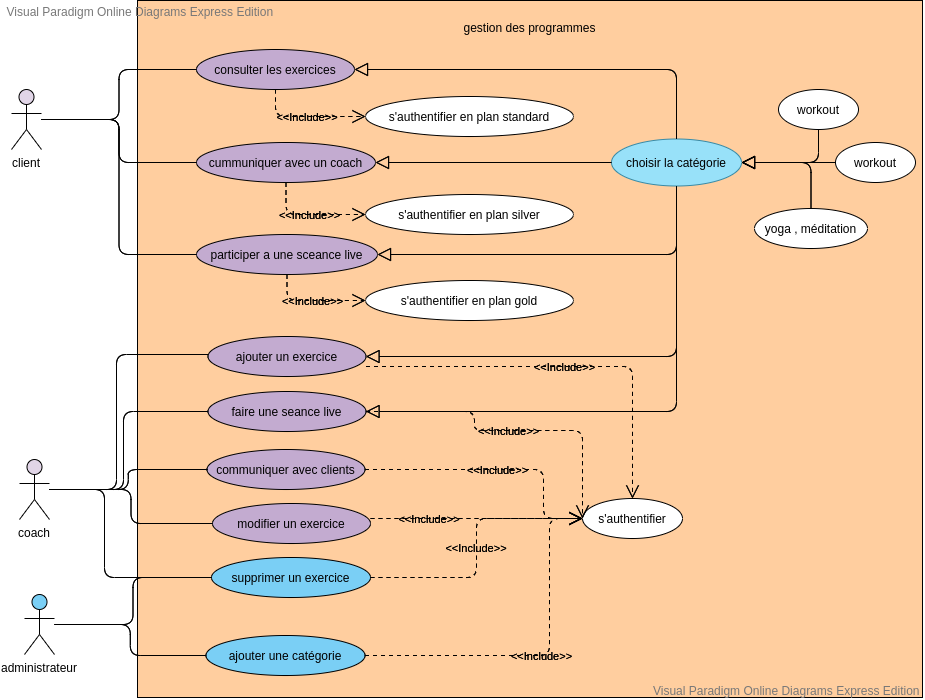 Visual Paradigm Online Diagrams Express Edition
gestion des programmes
consulter les exercices
<<Include>>
s'authentifier en plan standard
workout
client
cummuniquer avec un coach
choisir la catégorie
workout
<<Include>>
s'authentifier en plan silver
yoga , méditation
participer a une sceance live
<<Include>>
s'authentifier en plan gold
ajouter un exercice
<<Include>>
faire une seance live
<<Include>>
communiquer avec clients
<<Include>>
coach
modifier un exercice
<<Include>>
s'authentifier
<<Include>>
supprimer un exercice
administrateur
ajouter une catégorie
<<Include>>
Visual Paradigm Online Diagrams Express Edition